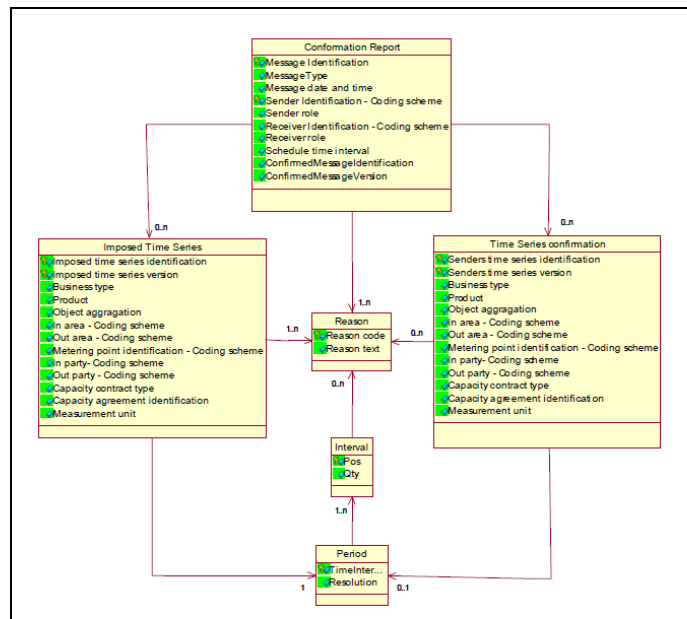 Conformation Report
Message Identification
MessageType
Message date and time
Sender Identification - Coding scheme
Sender role
Receiver Identification - Coding scheme
Receiver role
Schedule time interval
ConfirmedMessageIdentification
ConfirmedMessageVersion
0..n
0..n
Imposed Time Series
Imposed time series identification
Imposed time series version
Business type
Product
Object aggragation
In area - Coding scheme
Out area - Coding scheme
Metering point identification - Coding scheme
In party- Coding scheme
Out party - Coding scheme
Capacity contract type
Capacity agreement identification
Measurement unit
Time Series confirmation
Senders time series identification
Senders time series version
Business type
Product
Object aggragation
In area - Coding scheme
Out area - Coding scheme
Metering point identification - Coding scheme
In party- Coding scheme
Out party - Coding scheme
Capacity contract type
Capacity agreement identification
Measurement unit
1..n
1..n
Reason
Reason code
Reason text
0..n
0..n
Interval
Pos
Qty
1..n
Period
TimeInter...
Resolution
1
0..1